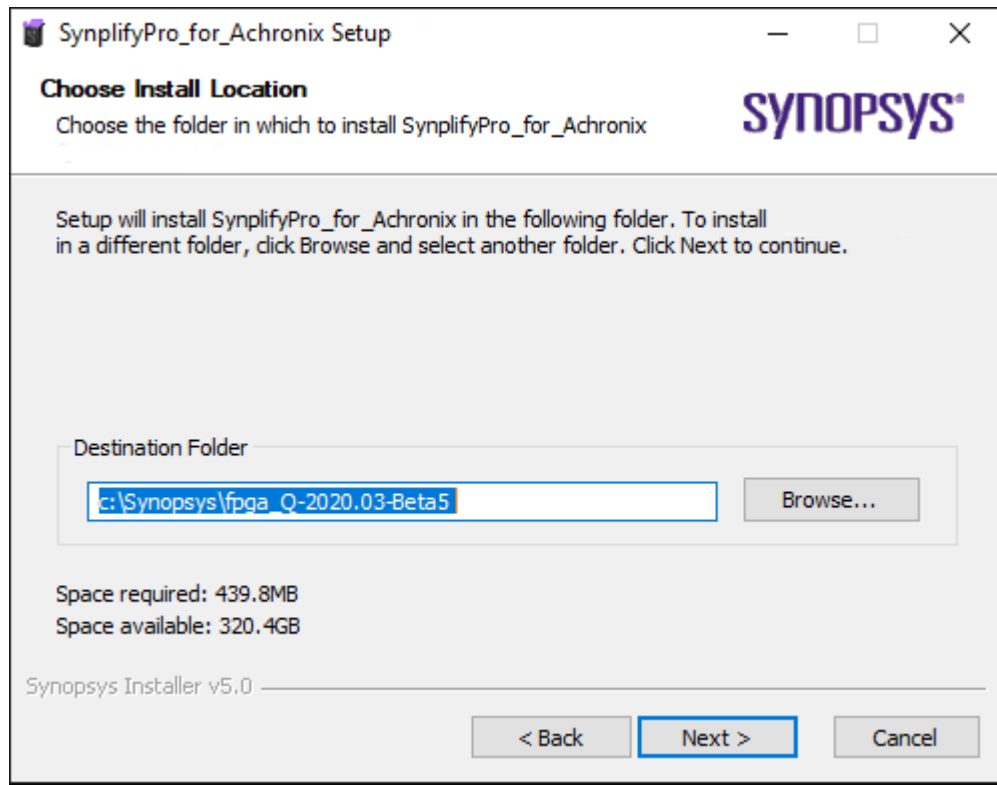 SynplifyPro_for_Achronix Setup
Choose Install Location
Choose the folder in which to install SynplifyPro_for_Achronix
SYNOPSYS®
Setup will install SynplifyPro_for_Achronix in the following folder. To install
in a different folder, click Browse and select another folder. Click Next to continue.
Destination Folder
c:\Synopsys\fpga_Q-2020.03-Beta5
Browse...
Space required: 439.8MB
Space available: 320.4GB
Synopsys Installer v5.0
< Back
Next >
Cancel